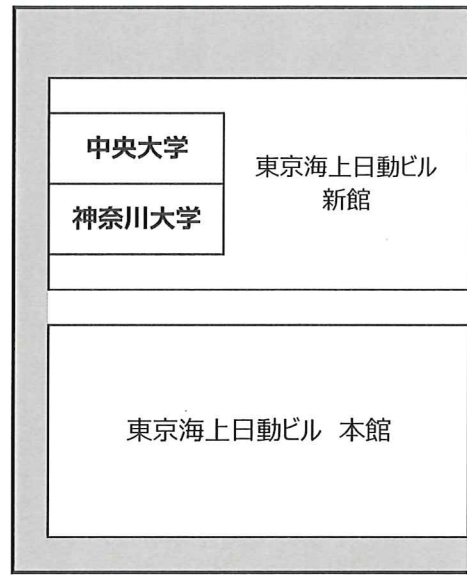 中央大学
神奈川大学
東京海上日動ビル
新館
東京海上日動ビル 本館